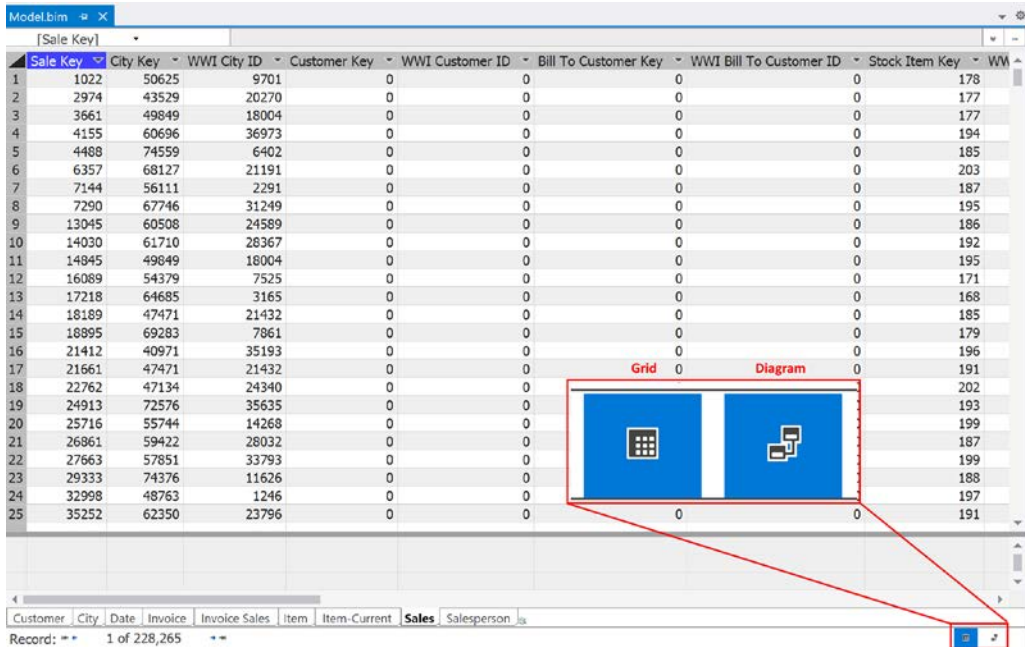 Model.bim
[Sale Key]
Sale Key City Key WWI City ID Customer Key WWI Customer ID Bill To Customer Key WWI Bill To Customer ID Stock Item Key WW
1 1022 50625 9701 0 0 0 0 178
2 2974 43529 20270 0 0 0 0 177
3 3661 49849 18004 0 0 0 0 177
4 4155 60696 36973 0 0 0 0 194
5 4488 74559 6402 0 0 0 0 185
6 6357 68127 21191 0 0 0 0 203
7 7144 56111 2291 0 0 0 0 187
8 7290 67746 31249 0 0 0 0 195
9 13045 60508 24589 0 0 0 0 186
10 14030 61710 28367 0 0 0 0 192
11 14845 49849 18004 0 0 0 0 195
12 16089 54379 7525 0 0 0 0 171
13 17218 64685 3165 0 0 0 0 168
14 18189 47471 21432 0 0 0 0 185
15 18895 69283 7861 0 0 0 0 179
16 21412 40971 35193 0 0 0 0 196
17 21661 47471 21432 0 0 Grid 0 Diagram 0 191
18 22762 47134 24340 0 0 202
19 24913 72576 35635 0 0 193
20 25716 55744 14268 0 0 199
21 26861 59422 28032 0 0 187
22 27663 57851 33793 0 0 199
23 29333 74376 11626 0 0 188
24 32998 48763 1246 0 0 197
25 35252 62350 23796 0 0 0 0 191
Customer City Date Invoice Invoice Sales Item Item-Current Sales Salesperson
Record: 1 of 228,265